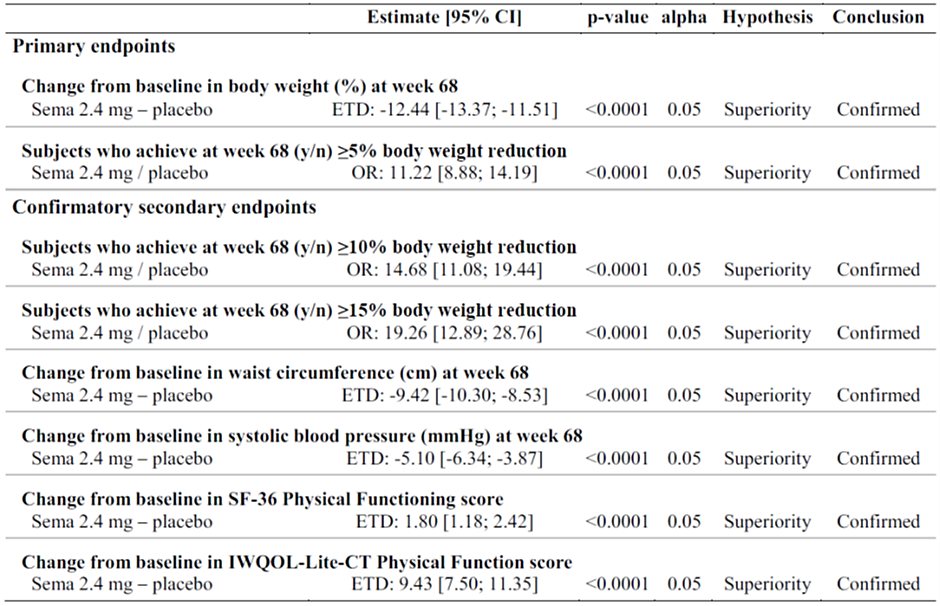 Estimate [95% CI] p-value alpha Hypothesis Conclusion
Primary endpoints
Change from baseline in body weight (%) at week 68
Sema 2.4 mg – placebo ETD: -12.44 [-13.37; -11.51] <0.0001 0.05 Superiority Confirmed
Subjects who achieve at week 68 (y/n) ≥5% body weight reduction
Sema 2.4 mg / placebo OR: 11.22 [8.88; 14.19] <0.0001 0.05 Superiority Confirmed
Confirmatory secondary endpoints
Subjects who achieve at week 68 (y/n) ≥10% body weight reduction
Sema 2.4 mg / placebo OR: 14.68 [11.08; 19.44] <0.0001 0.05 Superiority Confirmed
Subjects who achieve at week 68 (y/n) ≥15% body weight reduction
Sema 2.4 mg / placebo OR: 19.26 [12.89; 28.76] <0.0001 0.05 Superiority Confirmed
Change from baseline in waist circumference (cm) at week 68
Sema 2.4 mg – placebo ETD: -9.42 [-10.30; -8.53] <0.0001 0.05 Superiority Confirmed
Change from baseline in systolic blood pressure (mmHg) at week 68
Sema 2.4 mg – placebo ETD: -5.10 [-6.34; -3.87] <0.0001 0.05 Superiority Confirmed
Change from baseline in SF-36 Physical Functioning score
Sema 2.4 mg – placebo ETD: 1.80 [1.18; 2.42] <0.0001 0.05 Superiority Confirmed
Change from baseline in IWQOL-Lite-CT Physical Function score
Sema 2.4 mg – placebo ETD: 9.43 [7.50; 11.35] <0.0001 0.05 Superiority Confirmed